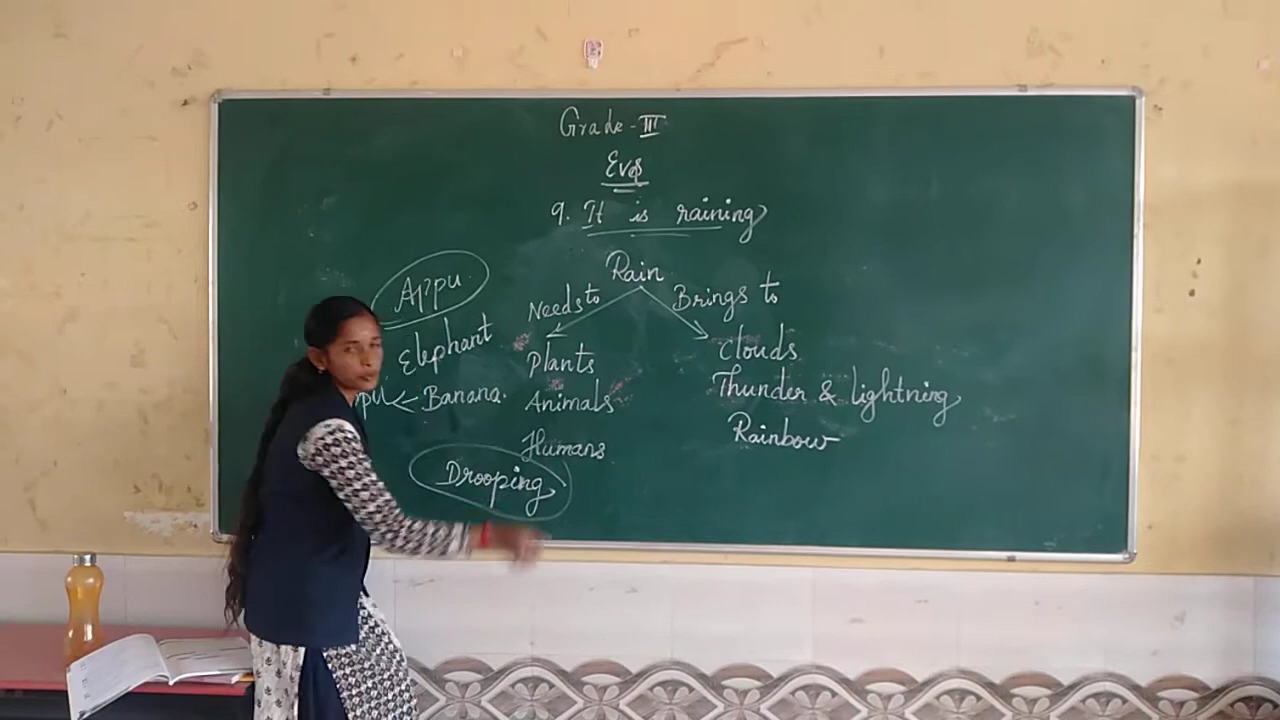 Grade - III
Evs
9. It is raining
Rain
Needs to
Brings to
Plants
Animals
Humans
Clouds
Thunder & lightning
Rainbow
Appu
Elephant
Banana.
Drooping